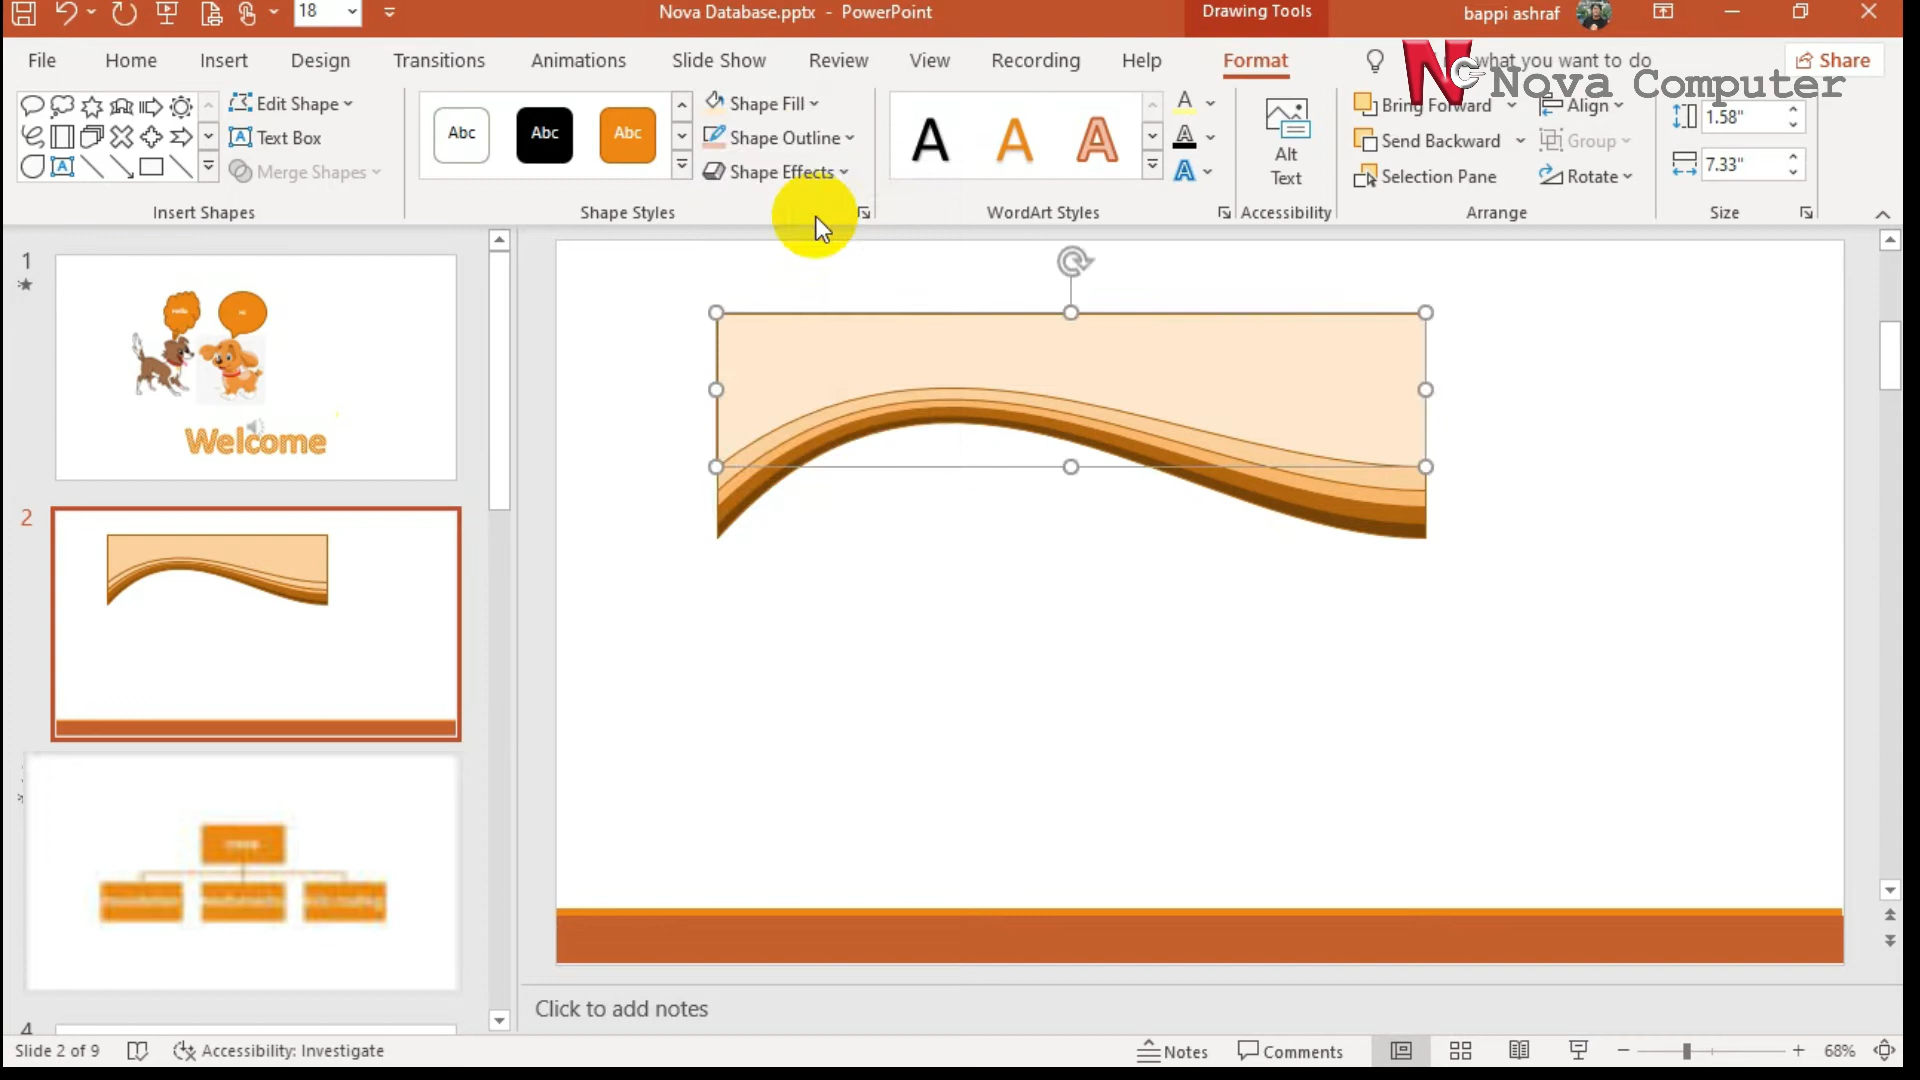 18
Nova Database.pptx - PowerPoint
Drawing Tools
bappi ashraf
File Home Insert Design Transitions Animations Slide Show Review View Recording Help Format
what you want to do
Share
NC Nova Computer
Edit Shape
Text Box
Merge Shapes
Insert Shapes
Abc Abc Abc
Shape Fill
Shape Outline
Shape Effects
Shape Styles
A A A
WordArt Styles
Alt
Text
Accessibility
Bring Forward
Send Backward
Selection Pane
Align
Group
Rotate
Arrange
1.58"
7.33"
Size
1
Hi
Welcome
2
4
Click to add notes
Slide 2 of 9
Accessibility: Investigate
Notes
Comments
68%